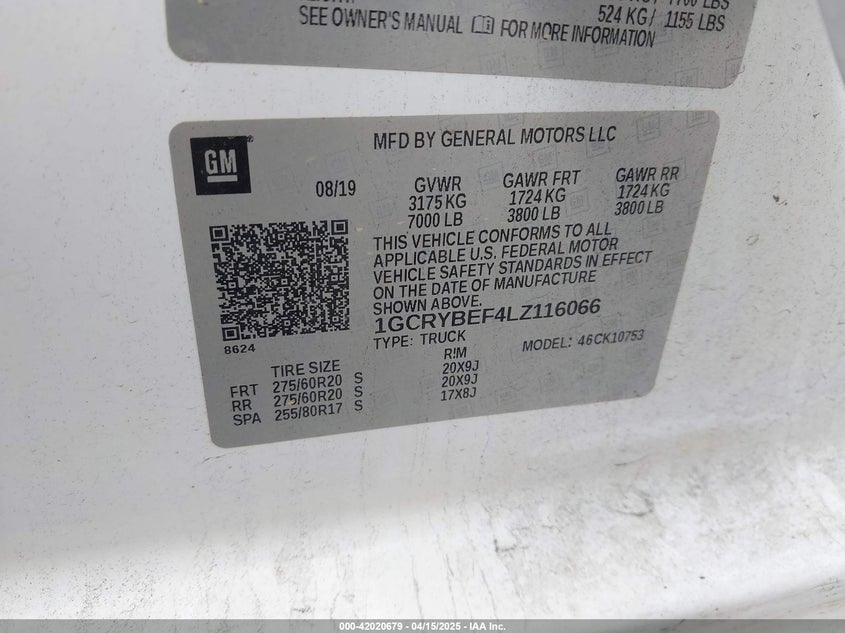 524 KG / 1155 LBS
SEE OWNER'S MANUAL FOR MORE INFORMATION
GM
MFD BY GENERAL MOTORS LLC
08/19 GVWR GAWR FRT GAWR RR
3175 KG 1724 KG 1724 KG
7000 LB 3800 LB 3800 LB
THIS VEHICLE CONFORMS TO ALL
APPLICABLE U.S. FEDERAL MOTOR
VEHICLE SAFETY STANDARDS IN EFFECT
ON THE DATE OF MANUFACTURE
SHOWN ABOVE.
1GCRYBEF4LZ116066
TYPE: TRUCK MODEL: 46CK10753
8624
TIRE SIZE RIM
FRT 275/60R20 S 20X9J
RR 275/60R20 S 20X9J
SPA 255/80R17 S 17X8J
000-42020679 - 04/15/2025 - IAA Inc.